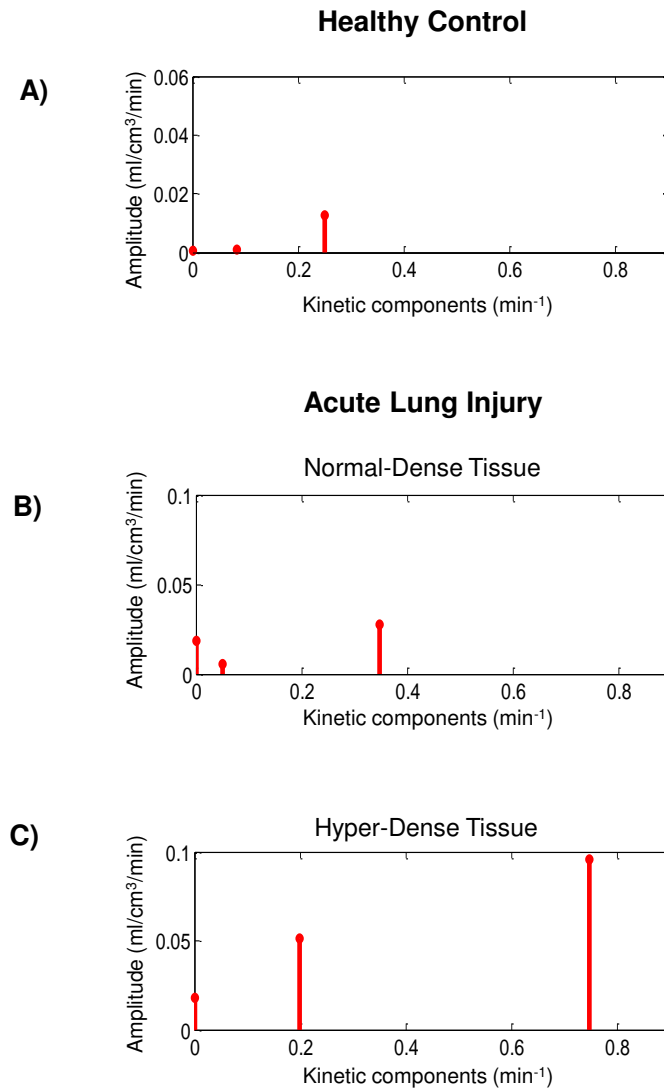 Healthy Control
A)
0.06
0.04
0.02
0
0 0.2 0.4 0.6 0.8
Amplitude (ml/cm³/min)
Kinetic components (min⁻¹)
Acute Lung Injury
Normal-Dense Tissue
B)
0.1
0.05
0
0 0.2 0.4 0.6 0.8
Amplitude (ml/cm³/min)
Kinetic components (min⁻¹)
Hyper-Dense Tissue
C)
0.1
0.05
0
0 0.2 0.4 0.6 0.8
Amplitude (ml/cm³/min)
Kinetic components (min⁻¹)